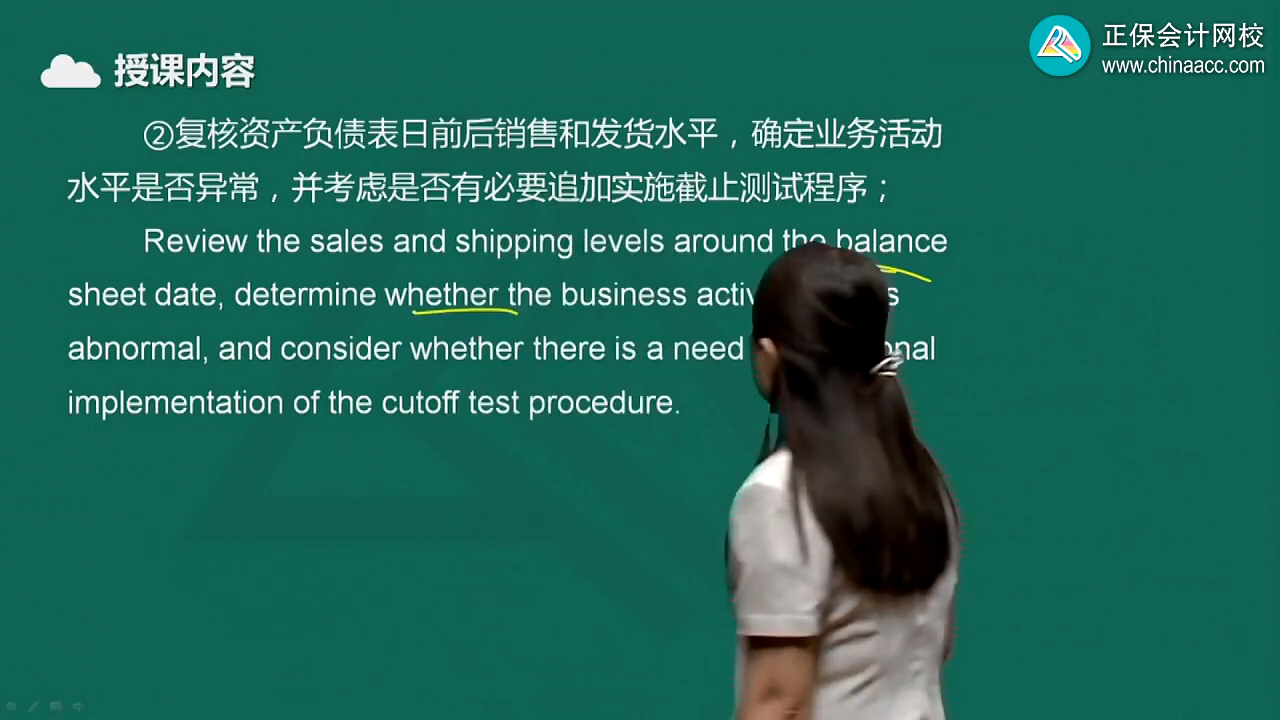 正保会计网校
www.chinaacc.com
授课内容
②复核资产负债表日前后销售和发货水平，确定业务活动
水平是否异常，并考虑是否有必要追加实施截止测试程序；
Review the sales and shipping levels around the balance
sheet date, determine whether the business
abnormal, and consider whether there is a need
implementation of the cutoff test procedure.